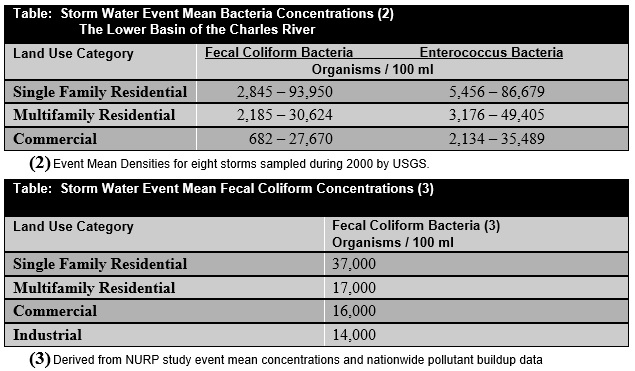 Table: Storm Water Event Mean Bacteria Concentrations (2)
The Lower Basin of the Charles River
Land Use Category Fecal Coliform Bacteria Enterococcus Bacteria
Organisms / 100 ml
Single Family Residential 2,845 – 93,950 5,456 – 86,679
Multifamily Residential 2,185 – 30,624 3,176 – 49,405
Commercial 682 – 27,670 2,134 – 35,489
(2) Event Mean Densities for eight storms sampled during 2000 by USGS.
Table: Storm Water Event Mean Fecal Coliform Concentrations (3)
Land Use Category Fecal Coliform Bacteria (3)
Organisms / 100 ml
Single Family Residential 37,000
Multifamily Residential 17,000
Commercial 16,000
Industrial 14,000
(3) Derived from NURP study event mean concentrations and nationwide pollutant buildup data